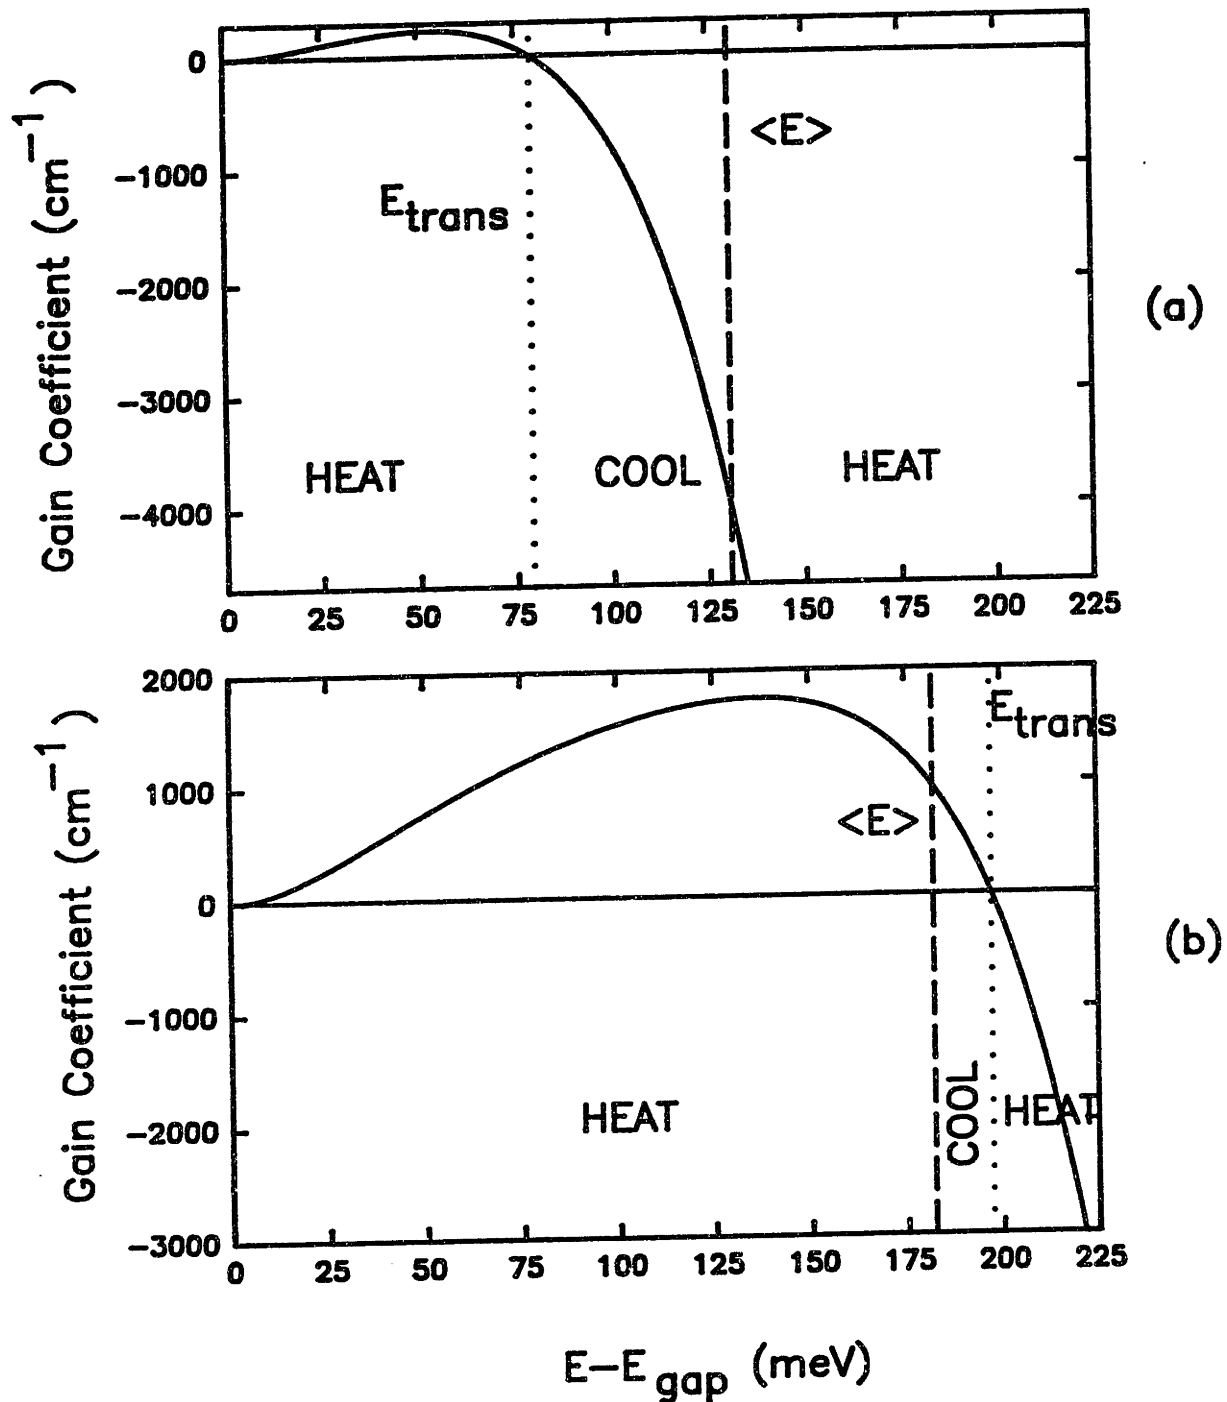 0
-1000
-2000
-3000
-4000
Gain Coefficient (cm⁻¹)
E_trans
<E>
HEAT
COOL
HEAT
(a)
0 25 50 75 100 125 150 175 200 225
2000
1000
0
-1000
-2000
-3000
Gain Coefficient (cm⁻¹)
E_trans
<E>
HEAT
COOL
HEAT
(b)
0 25 50 75 100 125 150 175 200 225
E-E_gap (meV)